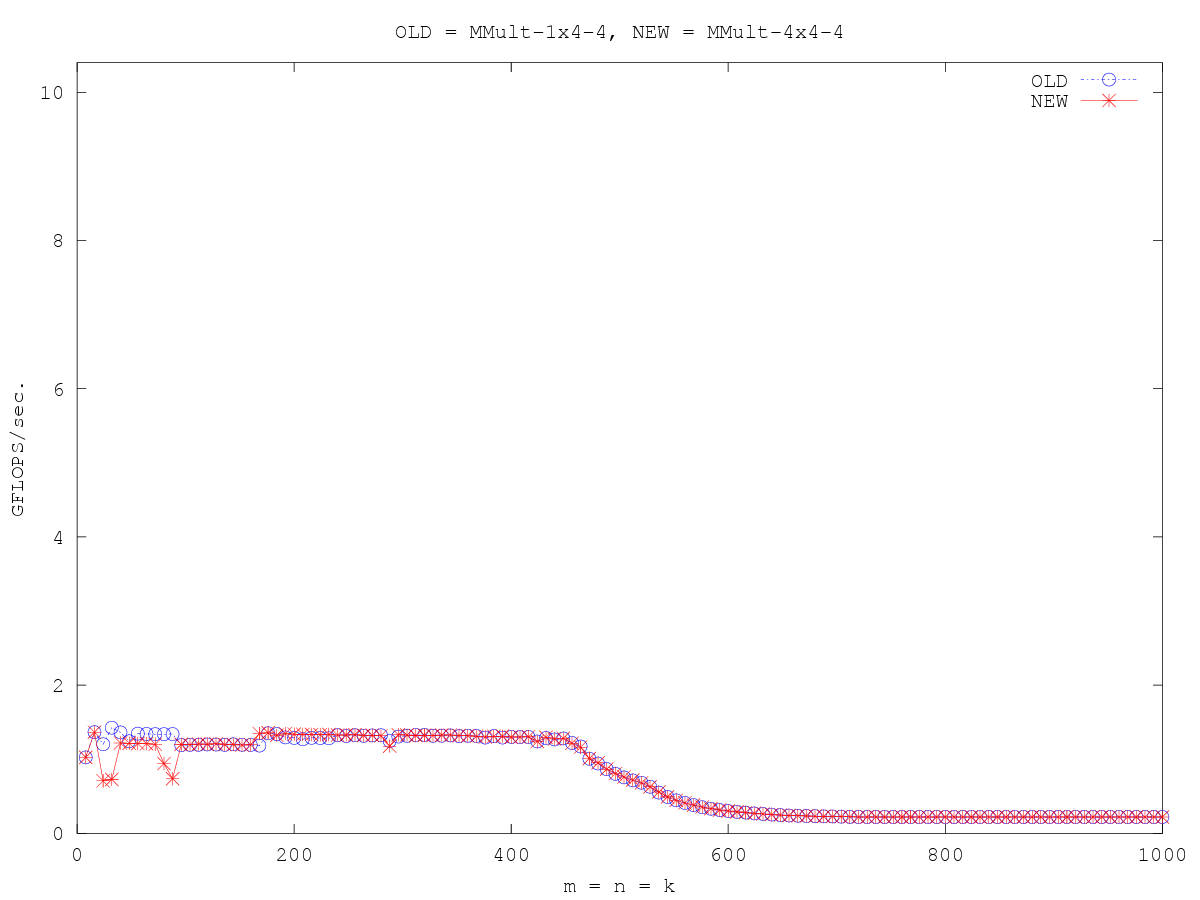 OLD = MMult-1x4-4, NEW = MMult-4x4-4
OLD
NEW
10
8
6
4
2
0
GFLOPS/sec.
0 200 400 600 800 1000
m = n = k